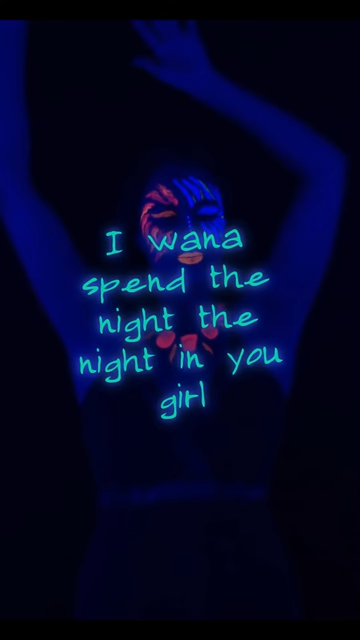 I wana
spend the
night the
night in you
girl